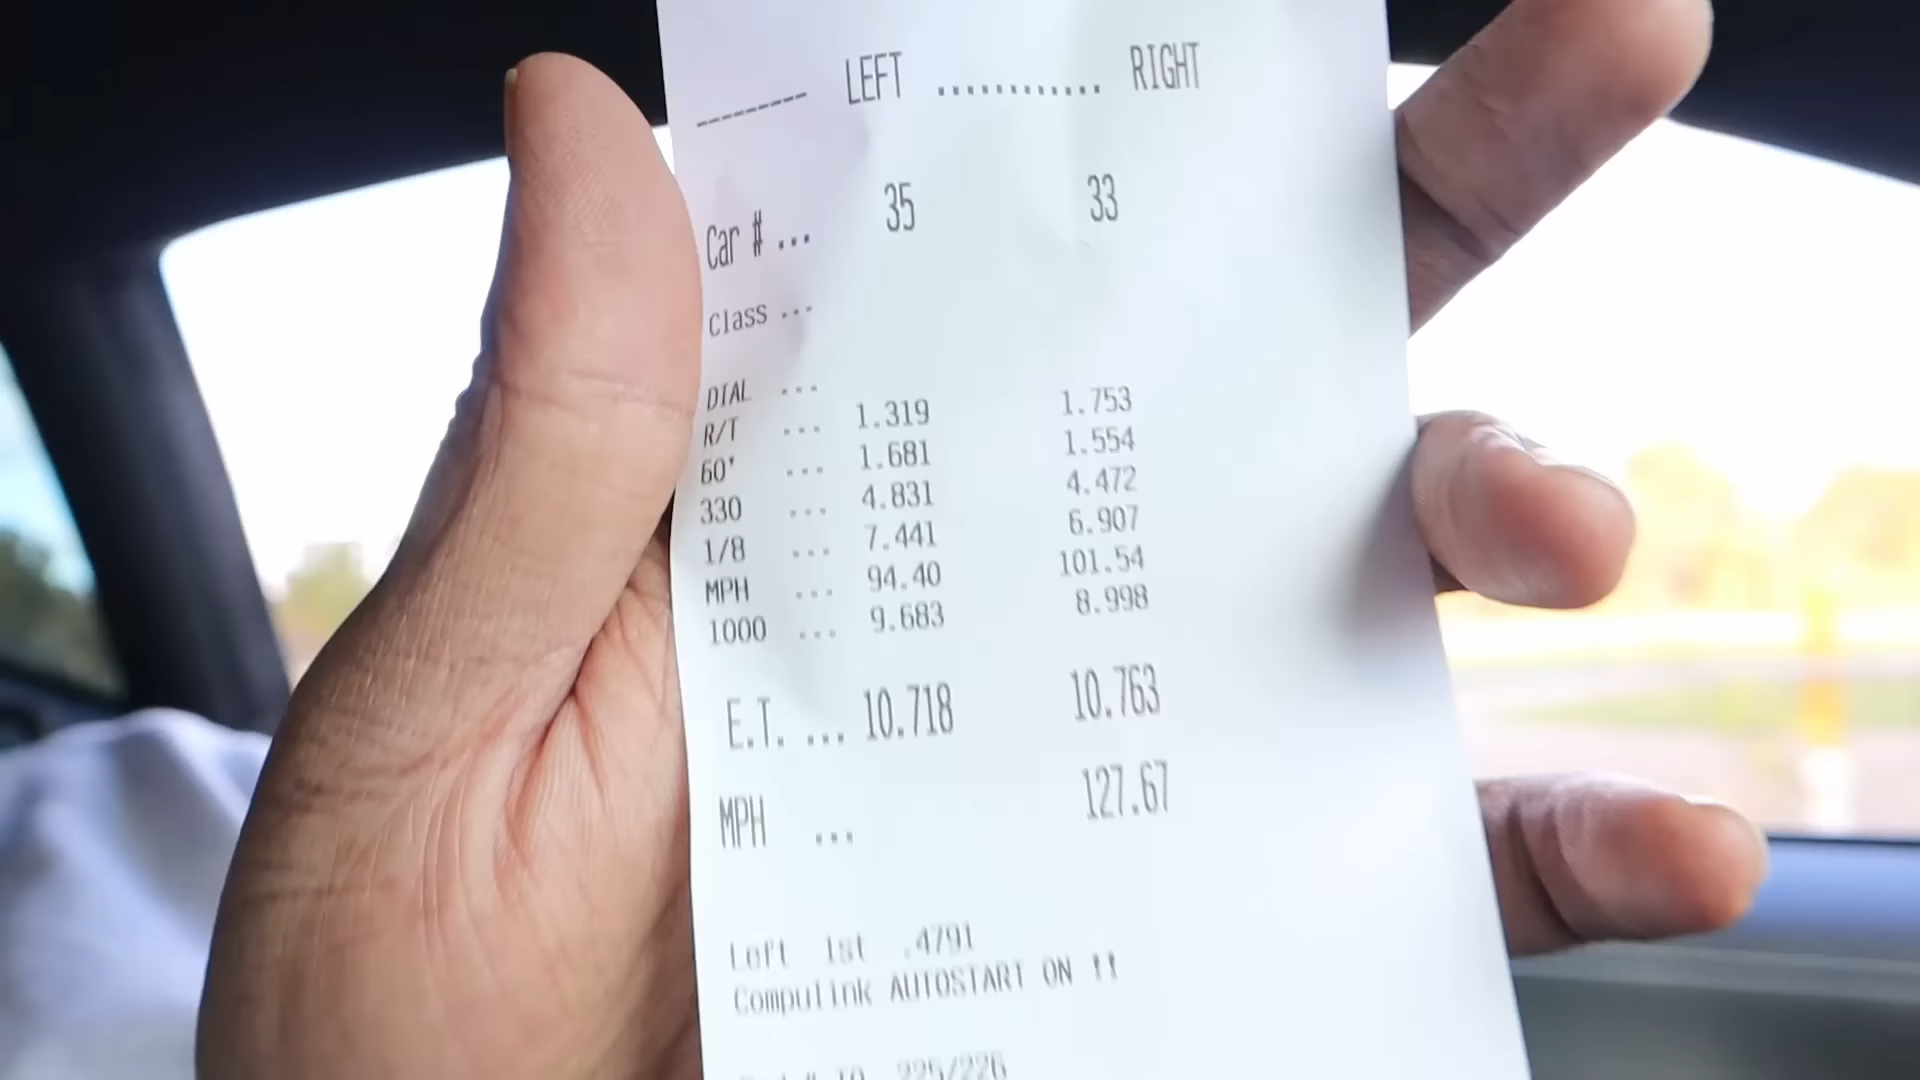 ------- LEFT ............ RIGHT
Car # ... 35 33
Class ...
DIAL ...
R/T ... 1.319 1.753
60' ... 1.681 1.554
330 ... 4.831 4.472
1/8 ... 7.441 6.907
MPH ... 94.40 101.54
1000 ... 9.683 8.998
E.T. ... 10.718 10.763
MPH ... 127.67
Left 1st .4791
Compulink AUTOSTART ON !!
225/226